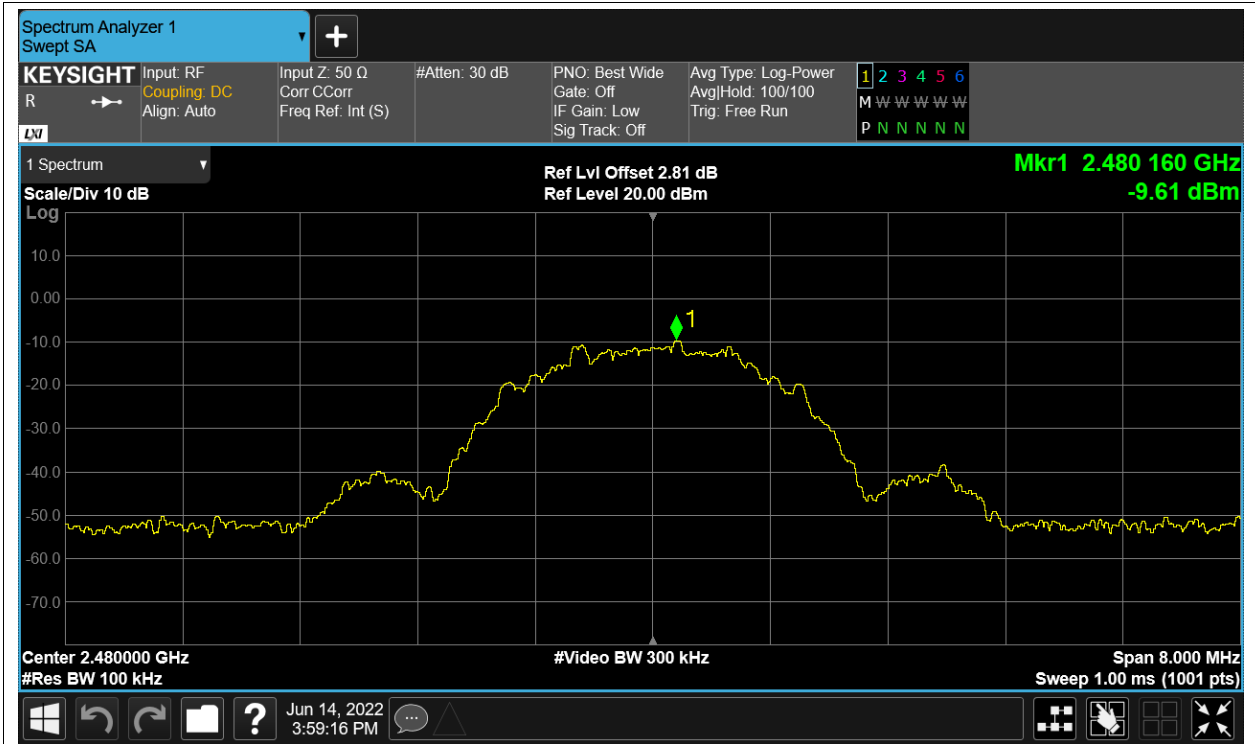 Spectrum Analyzer 1
Swept SA
KEYSIGHT
R
LXI
Input: RF
Coupling: DC
Align: Auto
Input Z: 50 Ω
Corr CCorr
Freq Ref: Int (S)
#Atten: 30 dB
PNO: Best Wide
Gate: Off
IF Gain: Low
Sig Track: Off
Avg Type: Log-Power
Avg|Hold: 100/100
Trig: Free Run
1 2 3 4 5 6
M W W W W W
P N N N N N
1 Spectrum
Scale/Div 10 dB
Log
Ref Lvl Offset 2.81 dB
Ref Level 20.00 dBm
Mkr1 2.480 160 GHz
-9.61 dBm
10.0
0.00
-10.0
-20.0
-30.0
-40.0
-50.0
-60.0
-70.0
1
Center 2.480000 GHz
#Res BW 100 kHz
#Video BW 300 kHz
Span 8.000 MHz
Sweep 1.00 ms (1001 pts)
?
Jun 14, 2022
3:59:16 PM